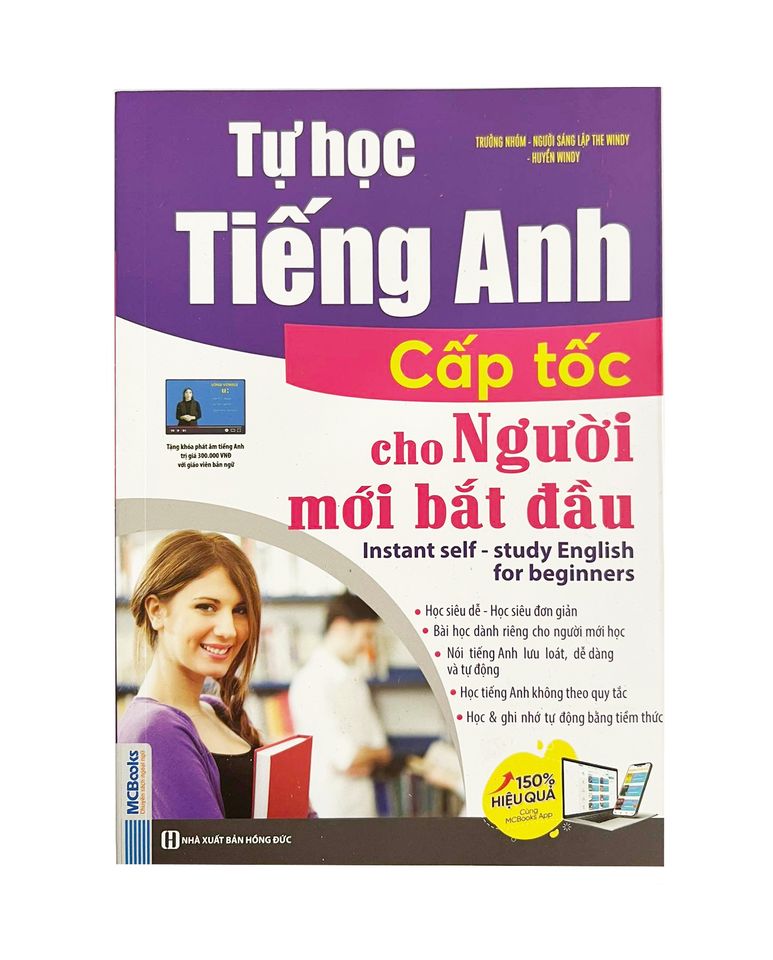 Tự học
TRƯỞNG NHÓM - NGƯỜI SÁNG LẬP THE WINDY
- HUYỀN WINDY
Tiếng Anh
Cấp tốc
cho Người
mới bắt đầu
Instant self - study English
for beginners
Tặng khóa phát âm tiếng Anh
trị giá 300.000 VNĐ
với giáo viên bản ngữ
• Học siêu dễ - Học siêu đơn giản
• Bài học dành riêng cho người mới học
• Nói tiếng Anh lưu loát, dễ dàng
và tự động
• Học tiếng Anh không theo quy tắc
• Học & ghi nhớ tự động bằng tiềm thức
150%
HIỆU QUẢ
Cùng
MCBooks App
MCBooks
Chuyên sách ngoại ngữ
NHÀ XUẤT BẢN HỒNG ĐỨC